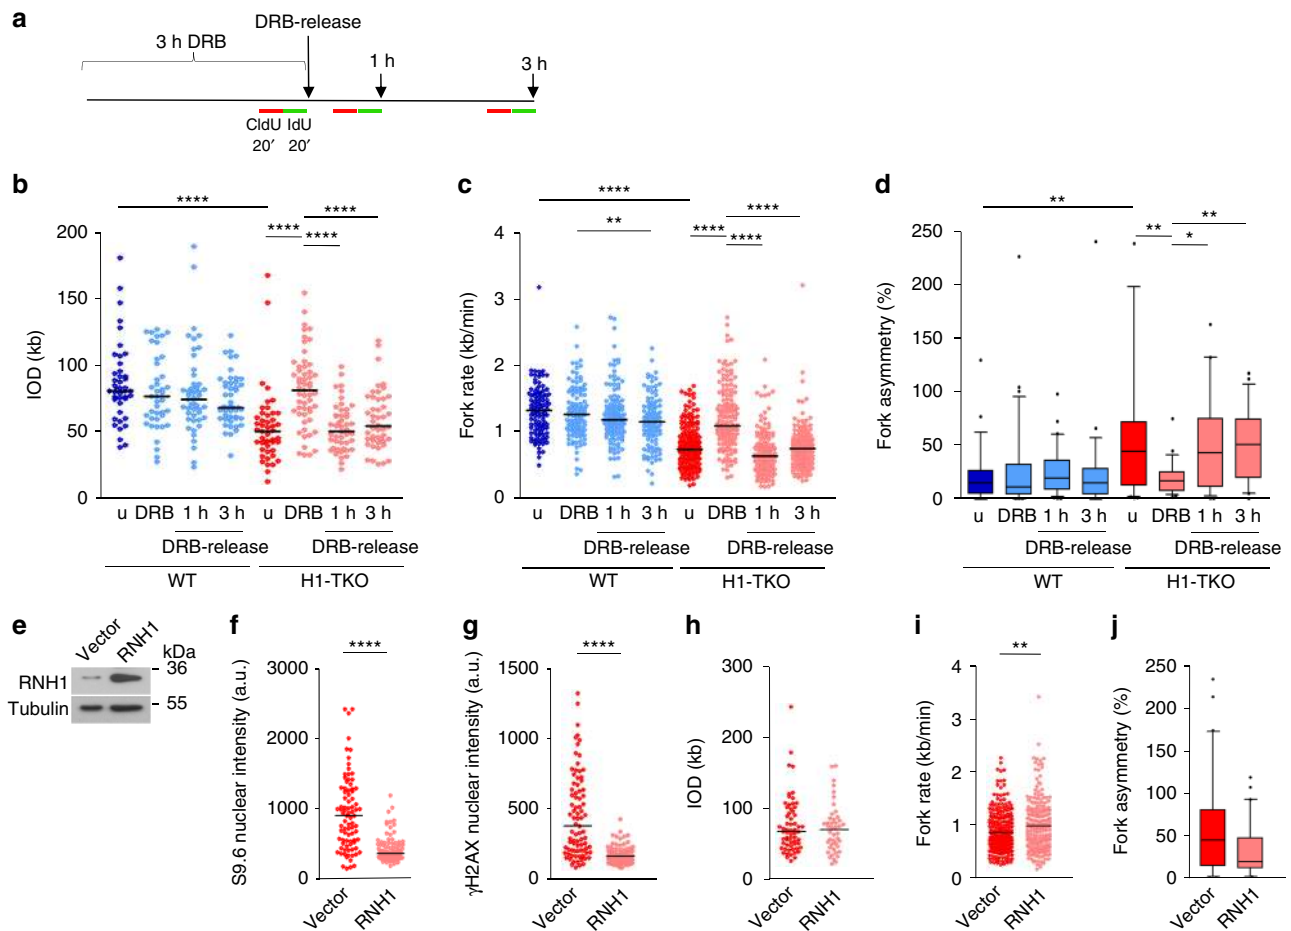 a
DRB-release
3 h DRB
1 h
3 h
CldU IdU
20′ 20′
b
IOD (kb)
200
150
100
50
0
****
**** ****
****
u DRB 1 h 3 h u DRB 1 h 3 h
DRB-release DRB-release
WT H1-TKO
c
Fork rate (kb/min)
4
3
2
1
0
****
**
****
**** ****
u DRB 1 h 3 h u DRB 1 h 3 h
DRB-release DRB-release
WT H1-TKO
d
Fork asymmetry (%)
250
200
150
100
50
0
**
**
** *
u DRB 1 h 3 h u DRB 1 h 3 h
DRB-release DRB-release
WT H1-TKO
e
Vector RNH1 kDa
RNH1 36
Tubulin 55
f
S9.6 nuclear intensity (a.u.)
3000
2000
1000
0
****
Vector RNH1
g
γH2AX nuclear intensity (a.u.)
1500
1000
500
0
****
Vector RNH1
h
IOD (kb)
300
200
100
0
Vector RNH1
i
Fork rate (kb/min)
4
3
2
1
0
**
Vector RNH1
j
Fork asymmetry (%)
250
200
150
100
50
0
Vector RNH1